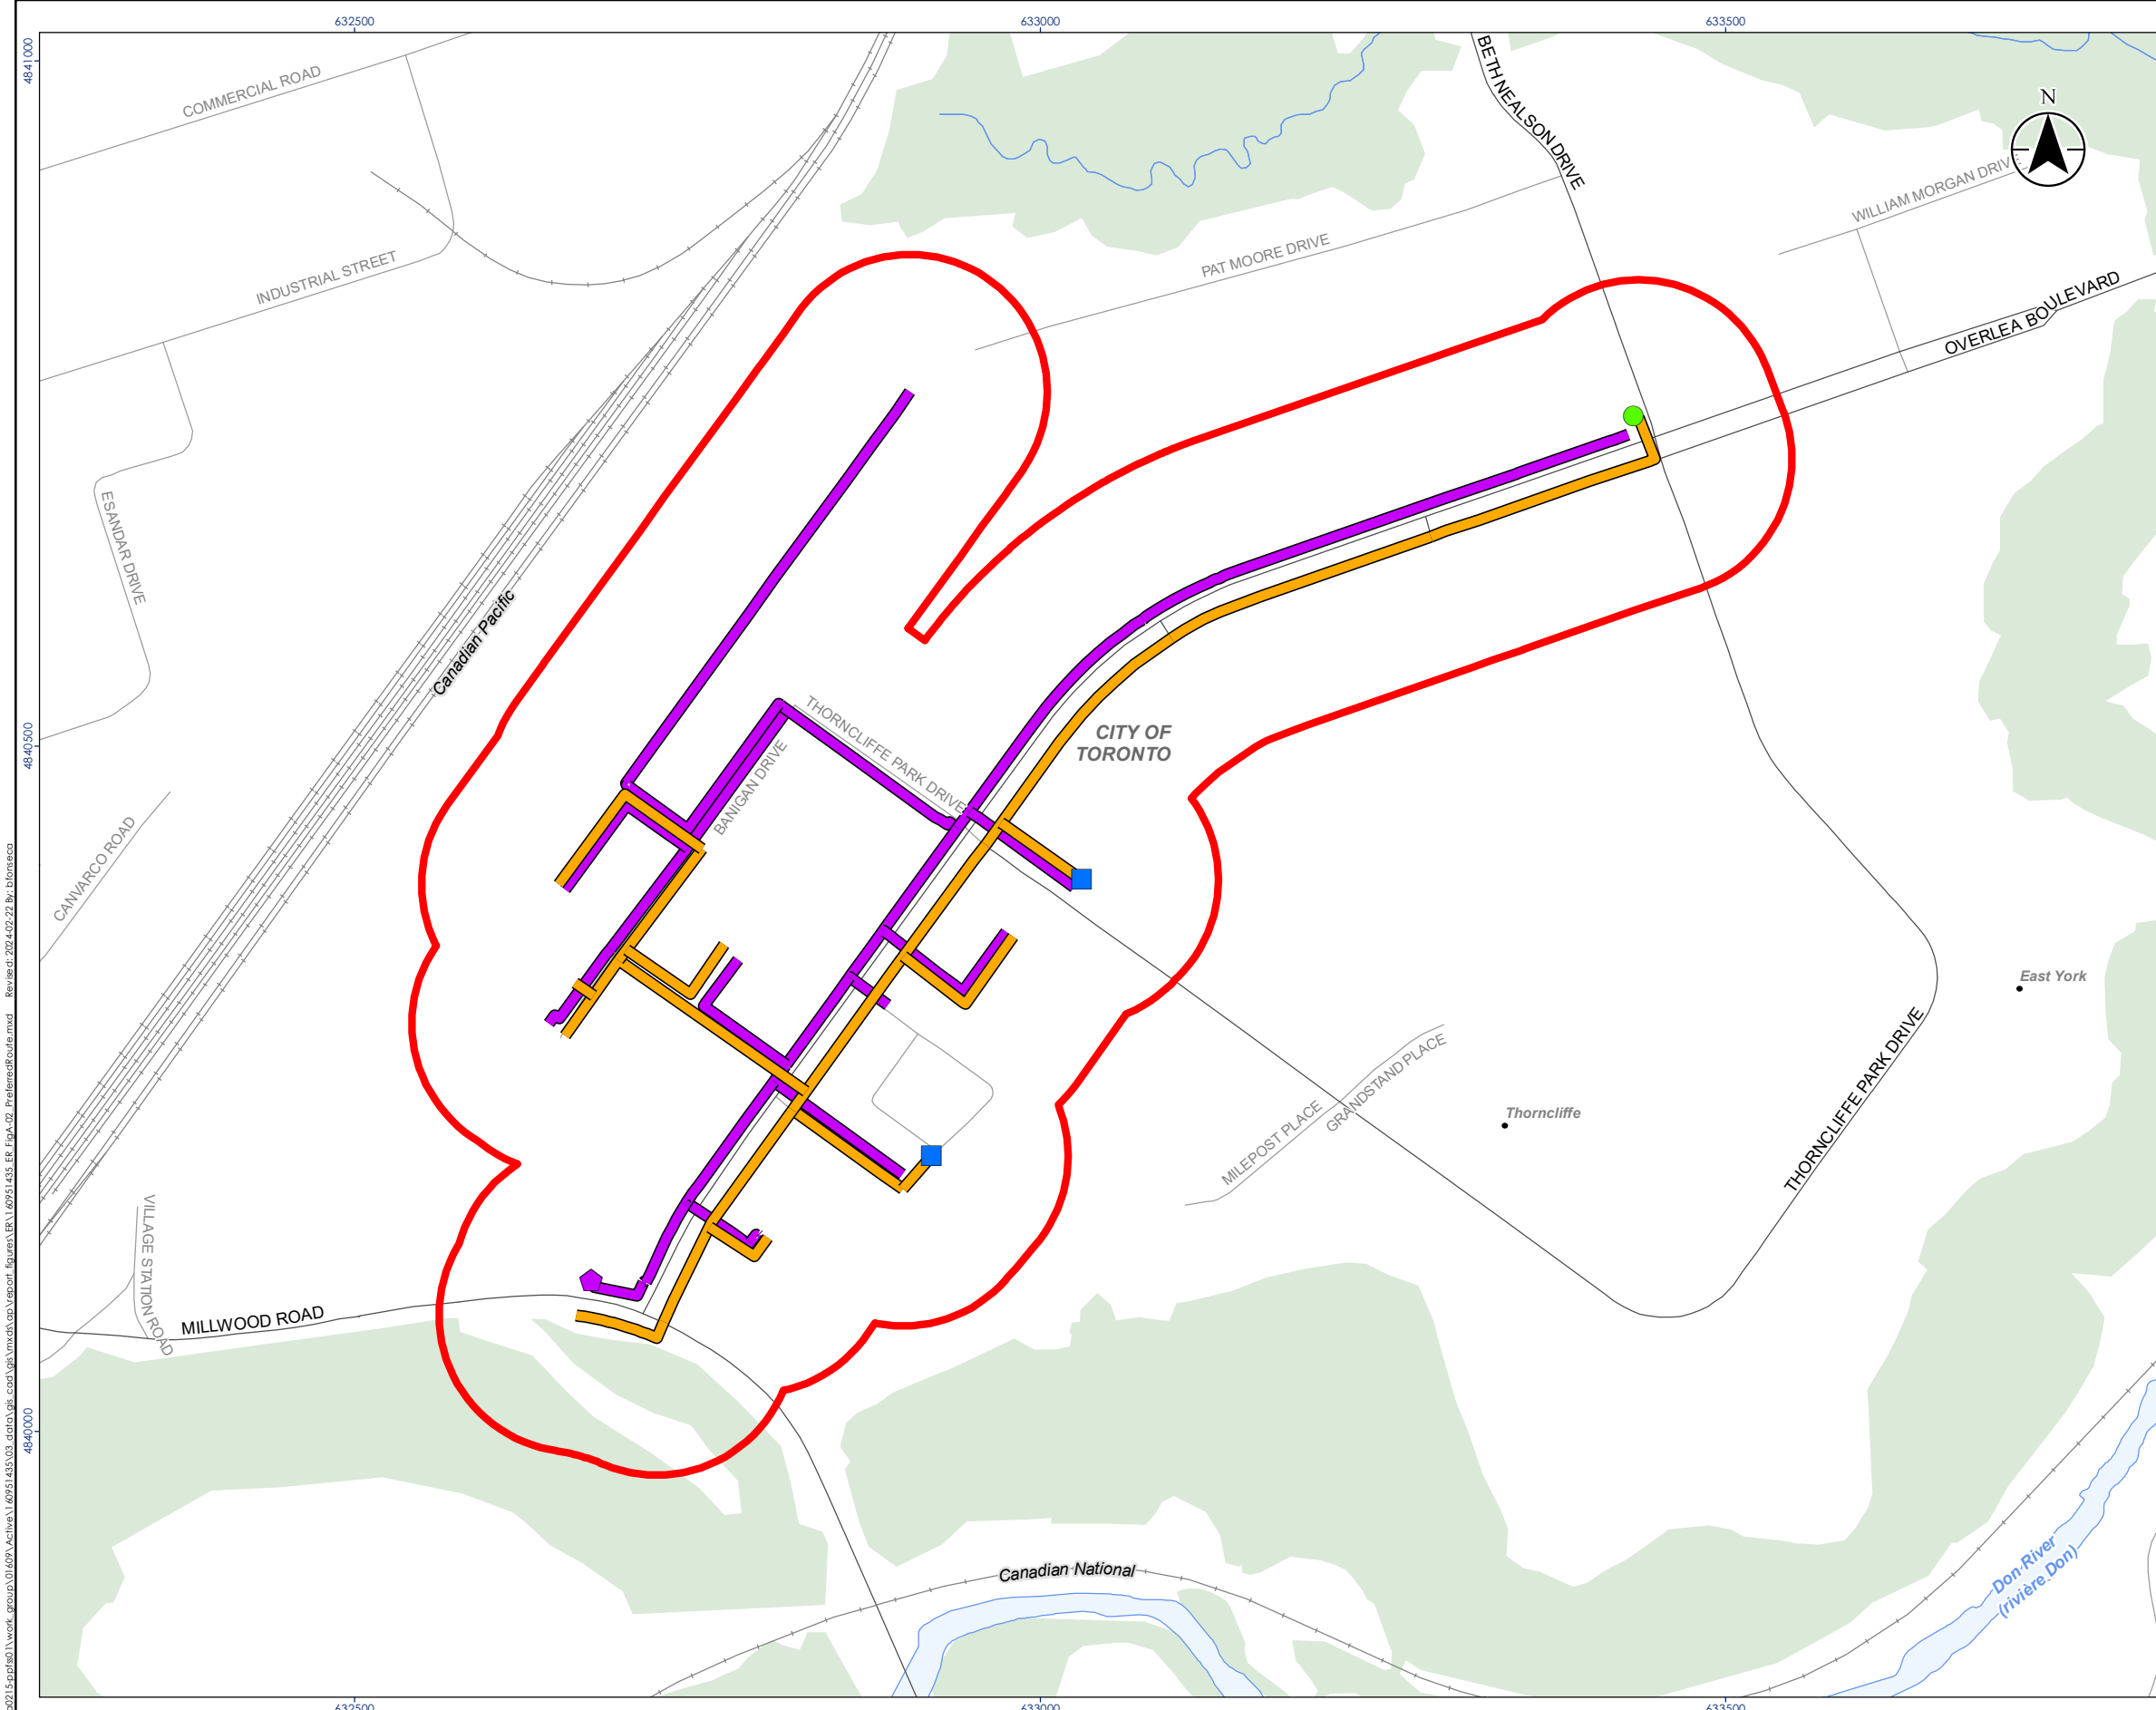 632500
633000
633500
4841000
COMMERCIAL ROAD
BETH NEALSON DRIVE
N
WILLIAM MORGAN DRIV
INDUSTRIAL STREET
PAT MOORE DRIVE
OVERLEA BOULEVARD
ESANDAR DRIVE
Canadian Pacific
4840500
THORNCLIFFE PARK DRIVE
CITY OF
TORONTO
BANIGAN DRIVE
CANVARCO ROAD
East York
THORNCLIFFE PARK DRIVE
GRANDSTAND PLACE
MILEPOST PLACE
Thorncliffe
VILLAGE STATION ROAD
MILLWOOD ROAD
4840000
Canadian National
Don River
(rivière Don)
632500
633000
633500
Revised: 2024-02-22 By: bfonseca